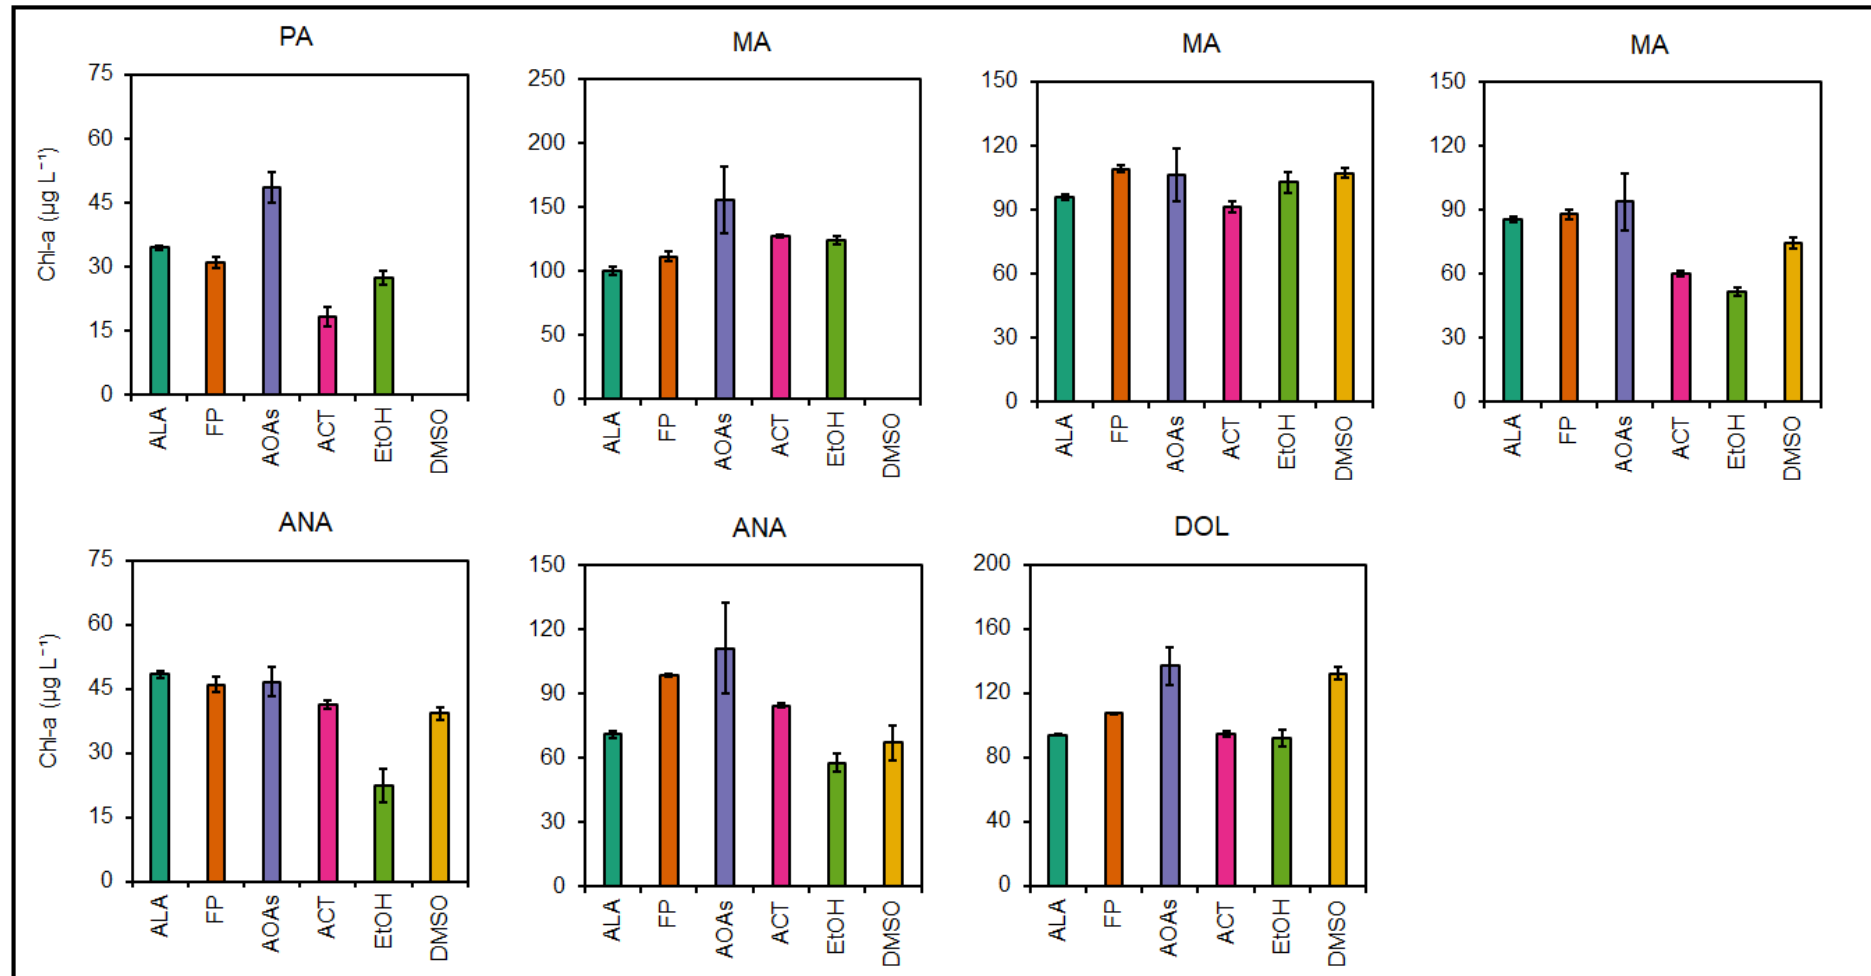 PA
Chl-a (µg L⁻¹)
75
60
45
30
15
0
ALA
FP
AOAs
ACT
EtOH
DMSO
MA
250
200
150
100
50
0
ALA
FP
AOAs
ACT
EtOH
DMSO
MA
150
120
90
60
30
0
ALA
FP
AOAs
ACT
EtOH
DMSO
MA
150
120
90
60
30
0
ALA
FP
AOAs
ACT
EtOH
DMSO
ANA
Chl-a (µg L⁻¹)
75
60
45
30
15
0
ALA
FP
AOAs
ACT
EtOH
DMSO
ANA
150
120
90
60
30
0
ALA
FP
AOAs
ACT
EtOH
DMSO
DOL
200
160
120
80
40
0
ALA
FP
AOAs
ACT
EtOH
DMSO